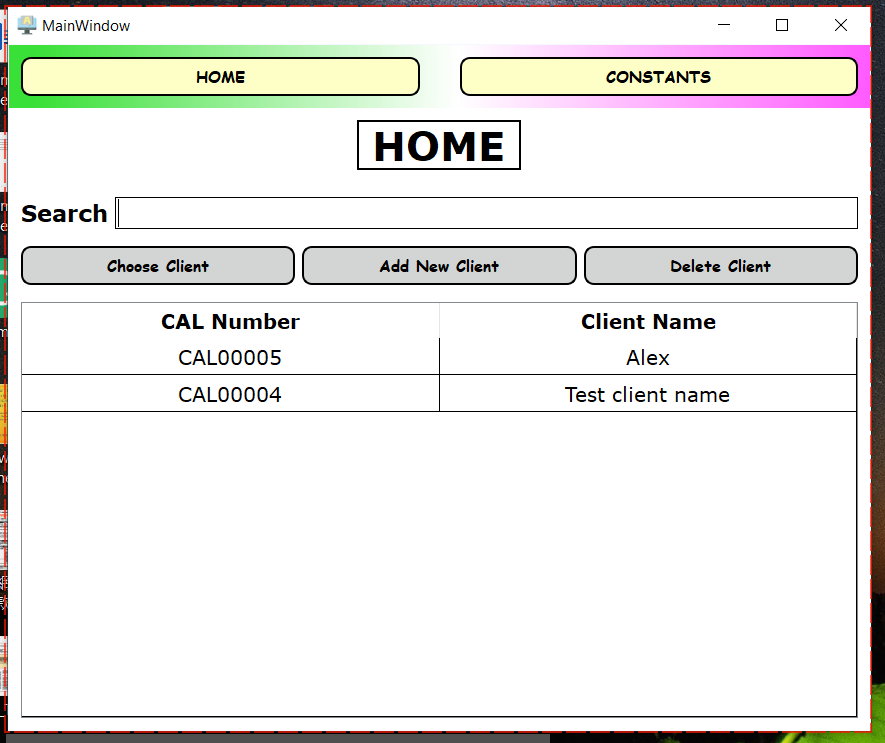 MainWindow
HOME CONSTANTS
HOME
Search
Choose Client Add New Client Delete Client
CAL Number Client Name
CAL00005 Alex
CAL00004 Test client name